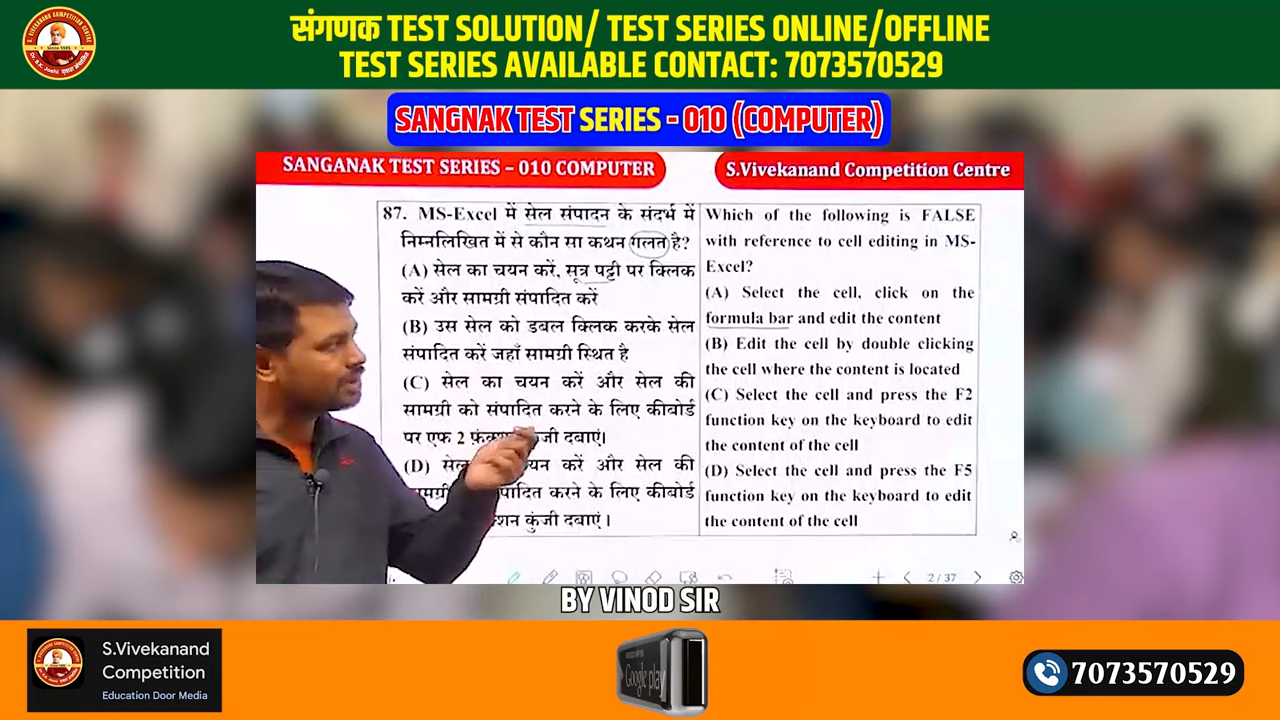 संगणक TEST SOLUTION/ TEST SERIES ONLINE/OFFLINE
TEST SERIES AVAILABLE CONTACT: 7073570529
SANGNAK TEST SERIES - 010 (COMPUTER)
SANGANAK TEST SERIES – 010 COMPUTER
S.Vivekanand Competition Centre
87. MS-Excel में सेल संपादन के संदर्भ में
निम्नलिखित में से कौन सा कथन गलत है?
(A) सेल का चयन करें, सूत्र पट्टी पर क्लिक
करें और सामग्री संपादित करें
(B) उस सेल को डबल क्लिक करके सेल
संपादित करें जहाँ सामग्री स्थित है
(C) सेल का चयन करें और सेल की
सामग्री को संपादित करने के लिए कीबोर्ड
पर एफ 2 दबाएं।
(D) करें और सेल की
करने के लिए कीबोर्ड
कुंजी दबाएं ।
Which of the following is FALSE
with reference to cell editing in MS-
Excel?
(A) Select the cell, click on the
formula bar and edit the content
(B) Edit the cell by double clicking
the cell where the content is located
(C) Select the cell and press the F2
function key on the keyboard to edit
the content of the cell
(D) Select the cell and press the F5
function key on the keyboard to edit
the content of the cell
2 / 37
BY VINOD SIR
S.Vivekanand
Competition
Education Door Media
Google play
7073570529